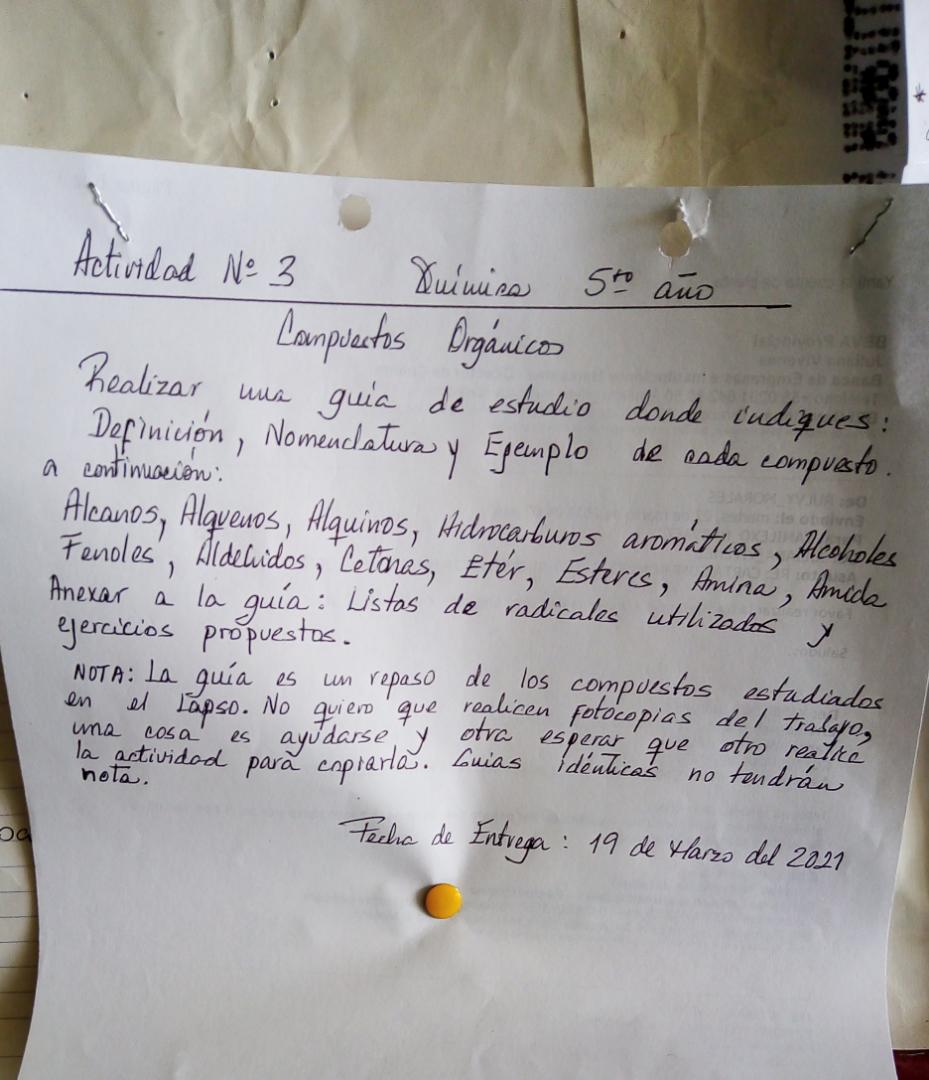 Actividad Nº 3 Química 5to año
Compuestos Orgánicos
Realizar una guía de estudio donde indiques:
Definición, Nomenclatura y Ejemplo de cada compuesto.
a continuación:
Alcanos, Alquenos, Alquinos, Hidrocarburos aromáticos, Alcoholes
Fenoles, Aldehidos, Cetonas, Etér, Esteres, Amina, Amida
Anexar a la guía: Listas de radicales utilizados y
ejercicios propuestos.
NOTA: La guía es un repaso de los compuestos estudiados
en el Lapso. No quiero que realicen fotocopias del trabajo,
una cosa es ayudarse y otra esperar que otro realice
la actividad para copiarla. Guias idénticas no tendrán
nota.
Fecha de Entrega: 19 de Marzo del 2021